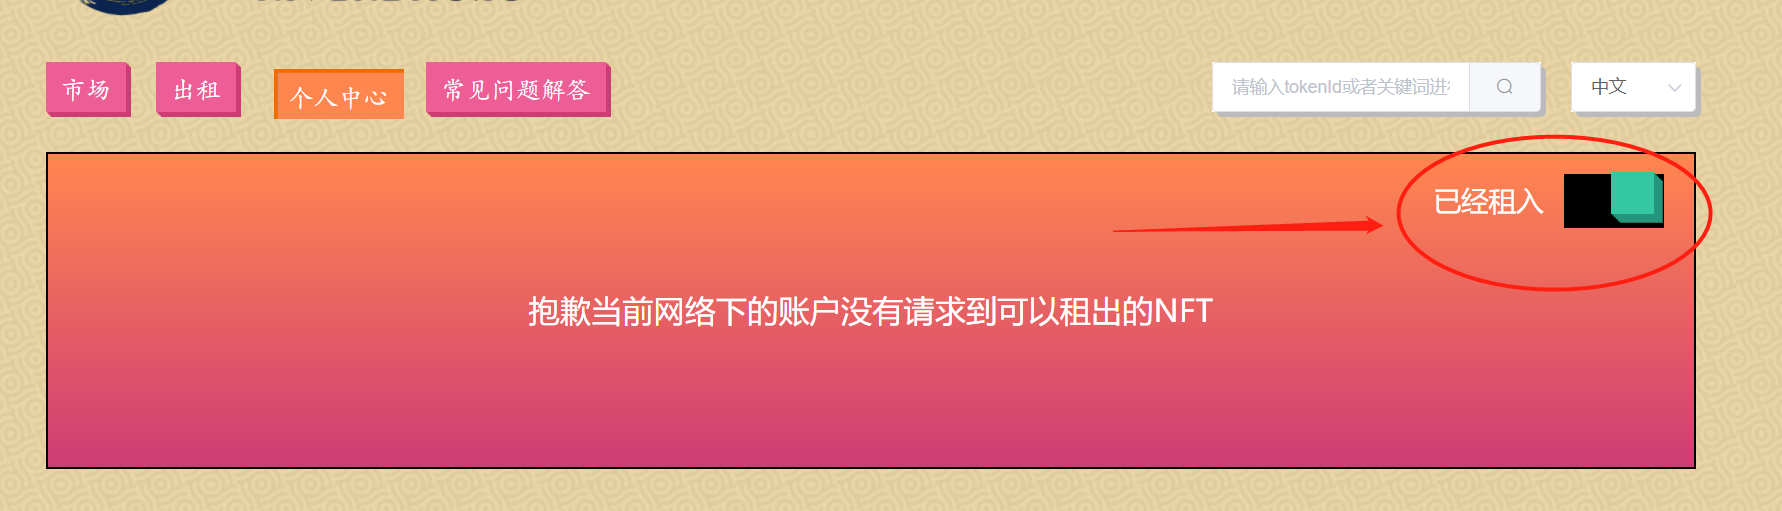 市场
出租
个人中心
常见问题解答
请输入tokenId或者关键词进
中文
已经租入
抱歉当前网络下的账户没有请求到可以租出的NFT